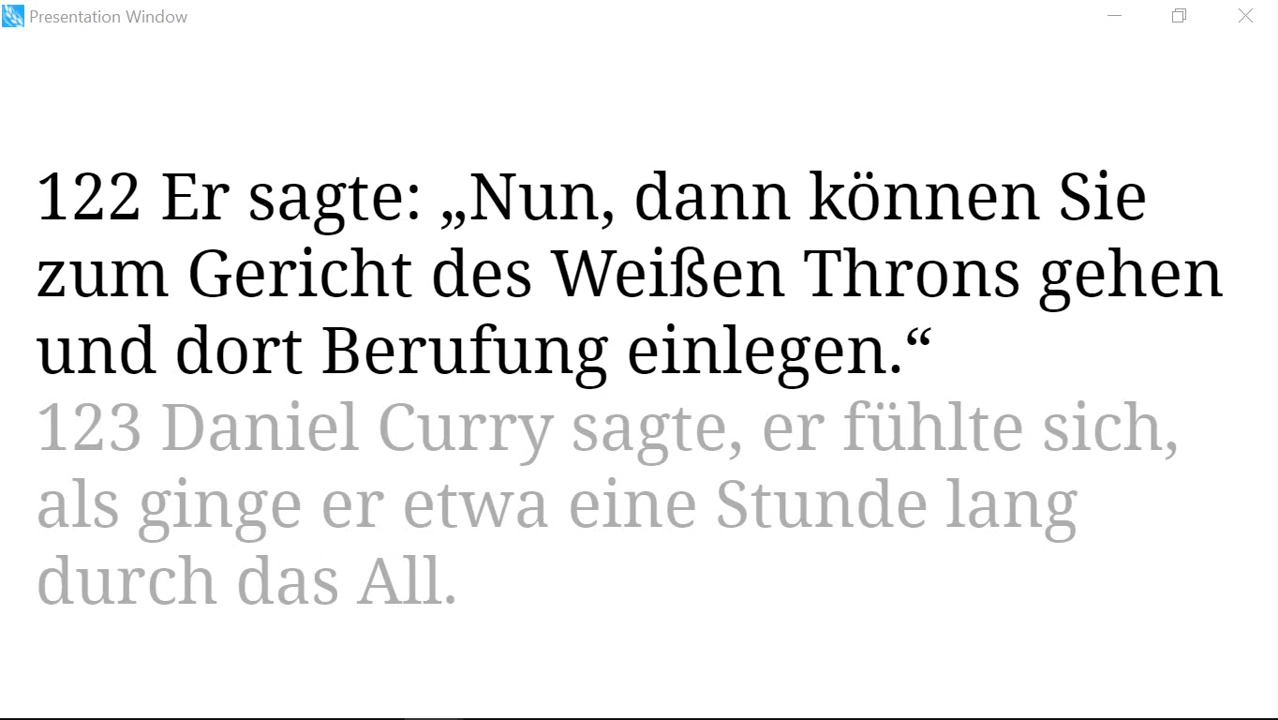 Presentation Window
122 Er sagte: „Nun, dann können Sie
zum Gericht des Weißen Throns gehen
und dort Berufung einlegen.“
123 Daniel Curry sagte, er fühlte sich,
als ginge er etwa eine Stunde lang
durch das All.